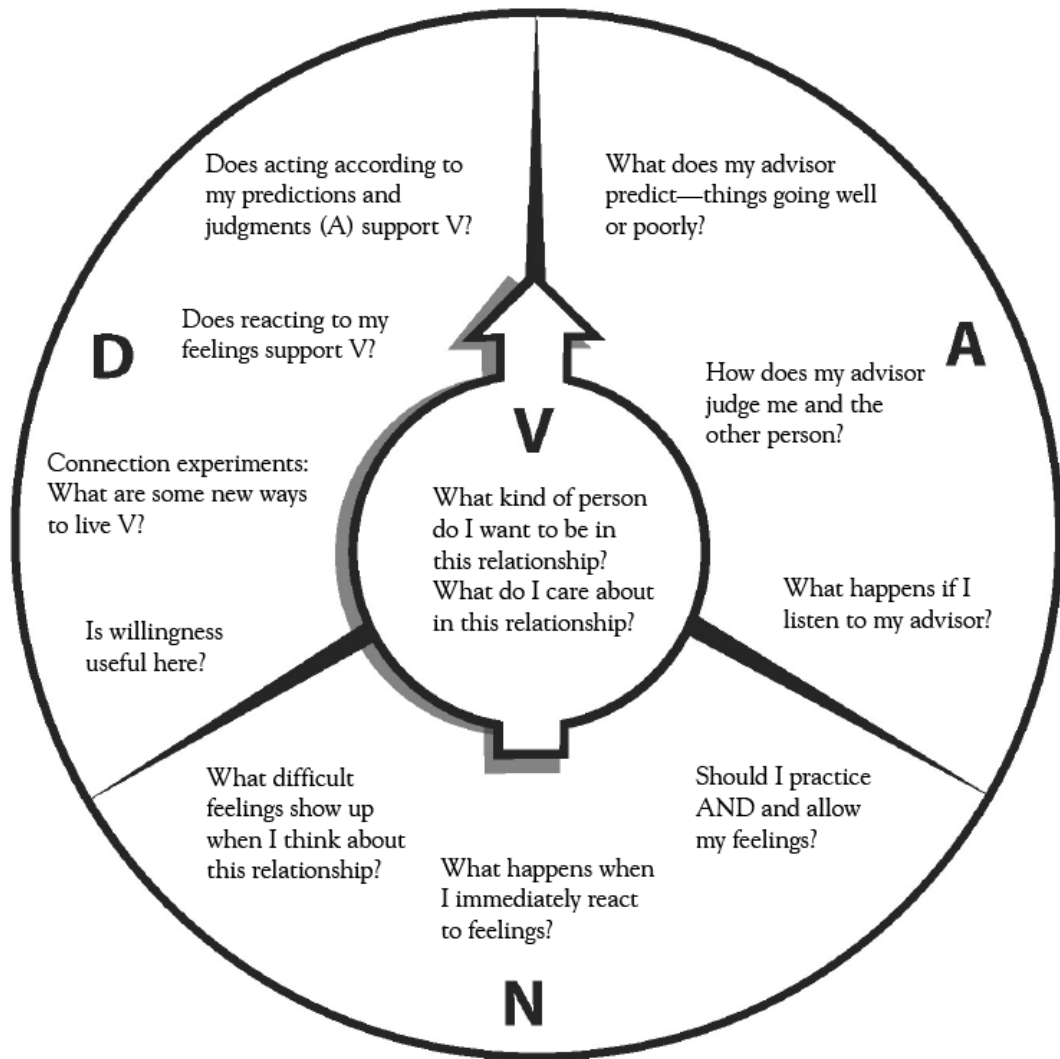 Does acting according to
my predictions and
judgments (A) support V?
Does reacting to my
feelings support V?
D
Connection experiments:
What are some new ways
to live V?
Is willingness
useful here?
What does my advisor
predict—things going well
or poorly?
A
How does my advisor
judge me and the
other person?
What happens if I
listen to my advisor?
V
What kind of person
do I want to be in
this relationship?
What do I care about
in this relationship?
What difficult
feelings show up
when I think about
this relationship?
What happens when
I immediately react
to feelings?
Should I practice
AND and allow
my feelings?
N